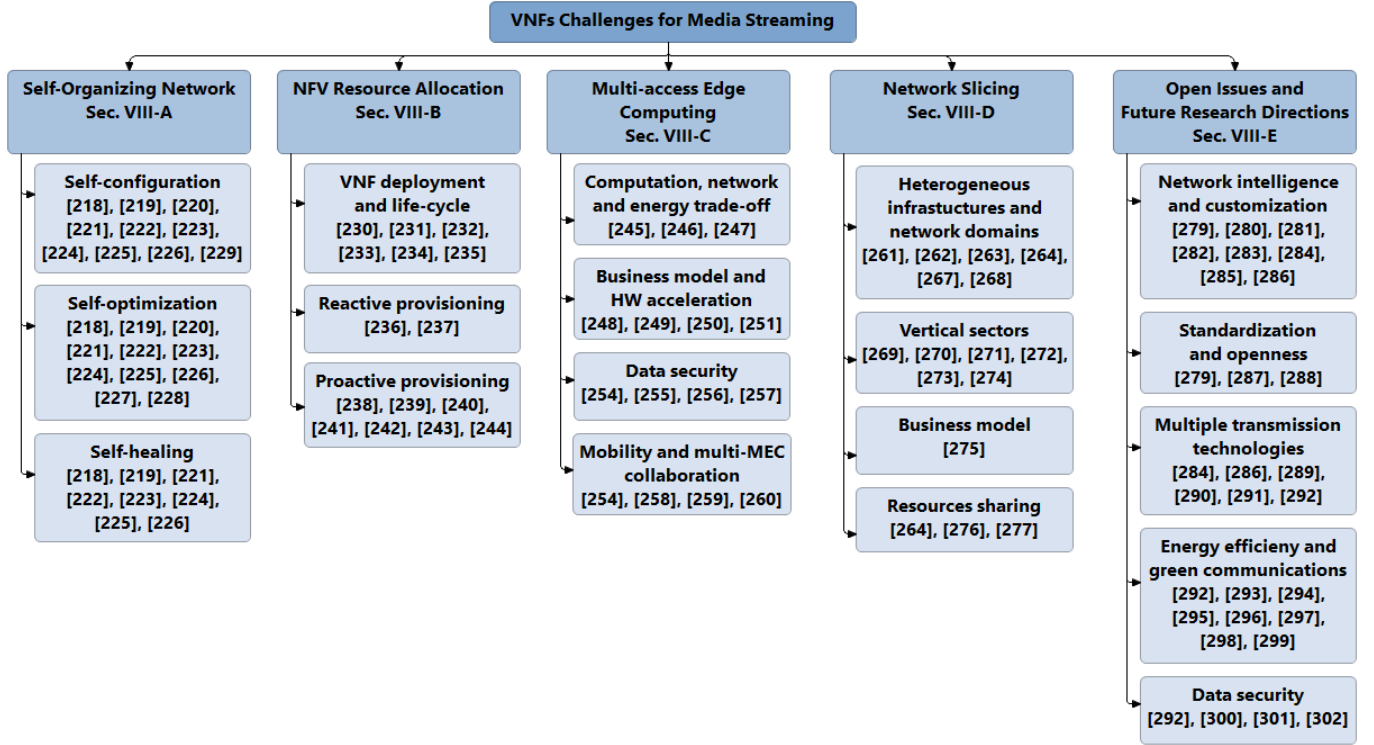 VNFs Challenges for Media Streaming
Self-Organizing Network
Sec. VIII-A
Self-configuration
[218], [219], [220],
[221], [222], [223],
[224], [225], [226], [229]
Self-optimization
[218], [219], [220],
[221], [222], [223],
[224], [225], [226],
[227], [228]
Self-healing
[218], [219], [221],
[222], [223], [224],
[225], [226]
NFV Resource Allocation
Sec. VIII-B
VNF deployment
and life-cycle
[230], [231], [232],
[233], [234], [235]
Reactive provisioning
[236], [237]
Proactive provisioning
[238], [239], [240],
[241], [242], [243], [244]
Multi-access Edge
Computing
Sec. VIII-C
Computation, network
and energy trade-off
[245], [246], [247]
Business model and
HW acceleration
[248], [249], [250], [251]
Data security
[254], [255], [256], [257]
Mobility and multi-MEC
collaboration
[254], [258], [259], [260]
Network Slicing
Sec. VIII-D
Heterogeneous
infrastuctures and
network domains
[261], [262], [263], [264],
[267], [268]
Vertical sectors
[269], [270], [271], [272],
[273], [274]
Business model
[275]
Resources sharing
[264], [276], [277]
Open Issues and
Future Research Directions
Sec. VIII-E
Network intelligence
and customization
[279], [280], [281],
[282], [283], [284],
[285], [286]
Standardization
and openness
[279], [287], [288]
Multiple transmission
technologies
[284], [286], [289],
[290], [291], [292]
Energy efficieny and
green communications
[292], [293], [294],
[295], [296], [297],
[298], [299]
Data security
[292], [300], [301], [302]